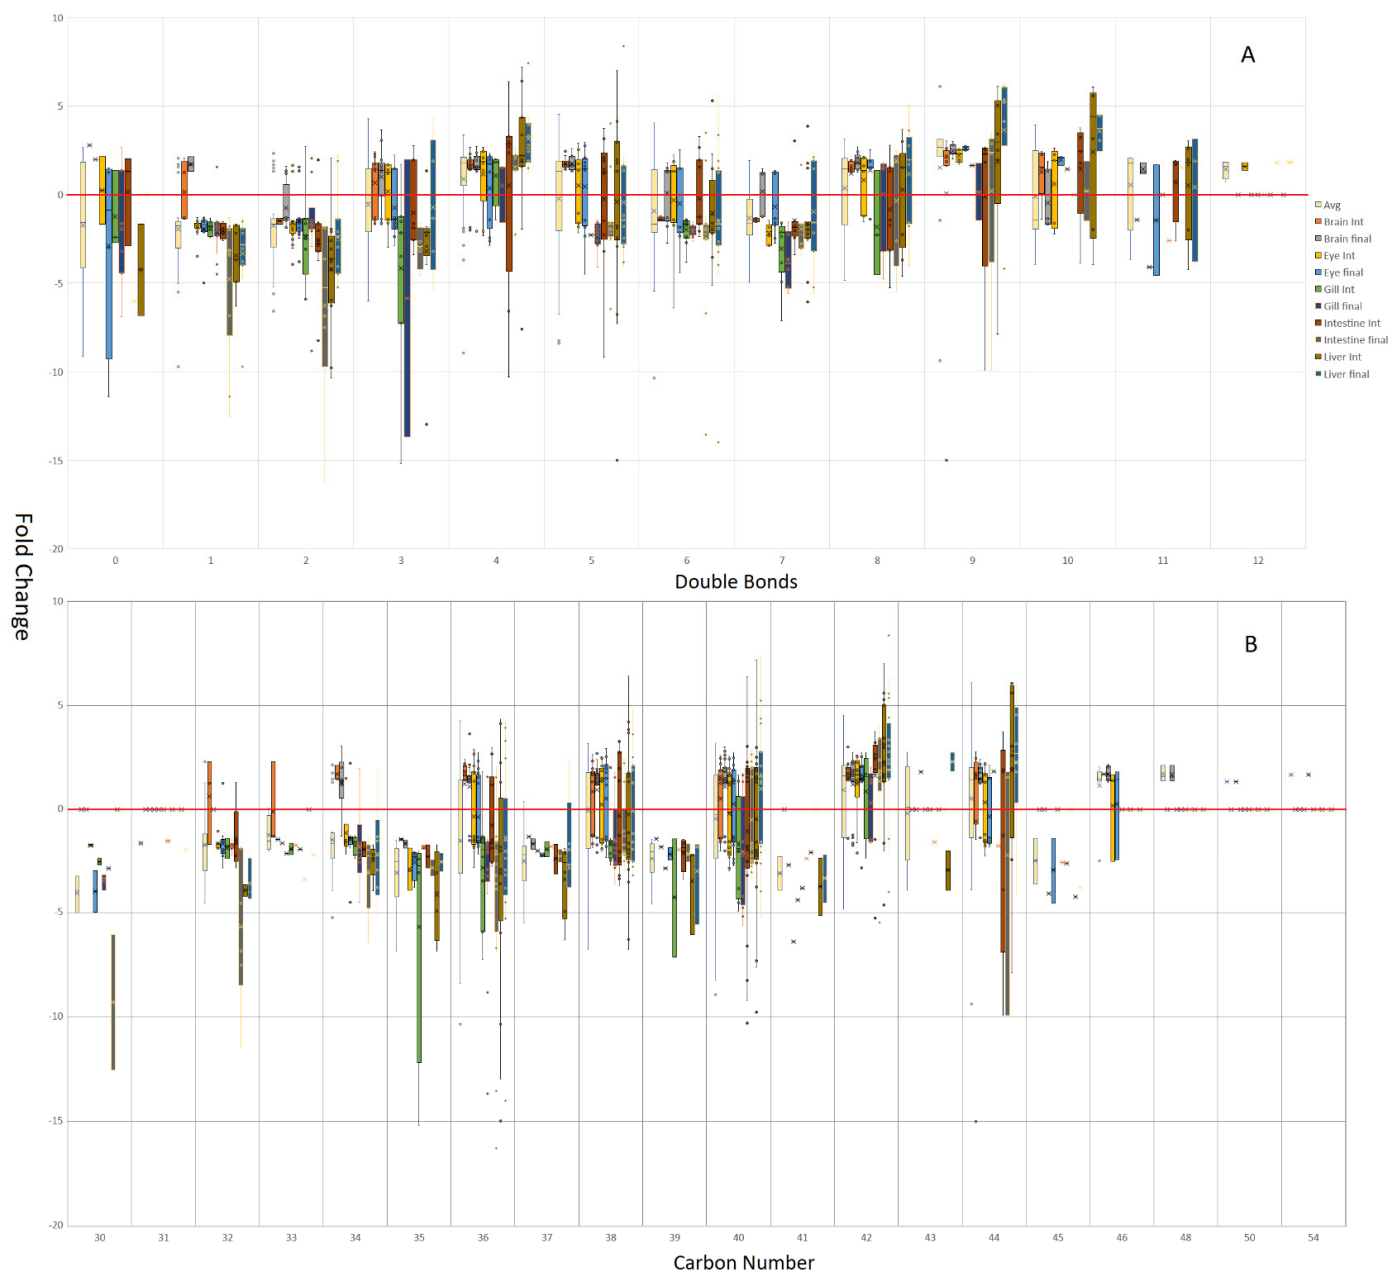 10
A
5
0
-5
-10
-15
-20
0 1 2 3 4 5 6 7 8 9 10 11 12
Double Bonds
Avg
Brain Int
Brain final
Eye Int
Eye final
Gill Int
Gill final
Intestine Int
Intestine final
Liver Int
Liver final
Fold Change
10
B
5
0
-5
-10
-15
-20
30 31 32 33 34 35 36 37 38 39 40 41 42 43 44 45 46 48 50 54
Carbon Number